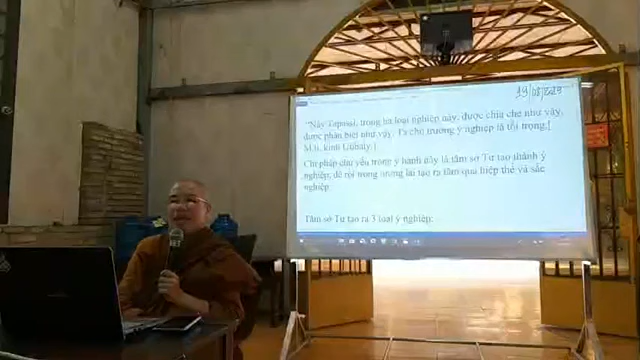 19/08/2023
"Này Tapassī, trong ba loại nghiệp này, được chia chẻ như vậy,
được phân biệt như vậy, Ta chủ trương ý nghiệp là tối trọng.[
M.ii, kinh Upāli ]
Chi pháp chủ yếu trong ý hành này là tâm sở Tư tạo thành ý
nghiệp, để rồi trong tương lai tạo ra tâm quả hiệp thế và sắc
nghiệp.
Tâm sở Tư tạo ra 3 loại ý nghiệp: